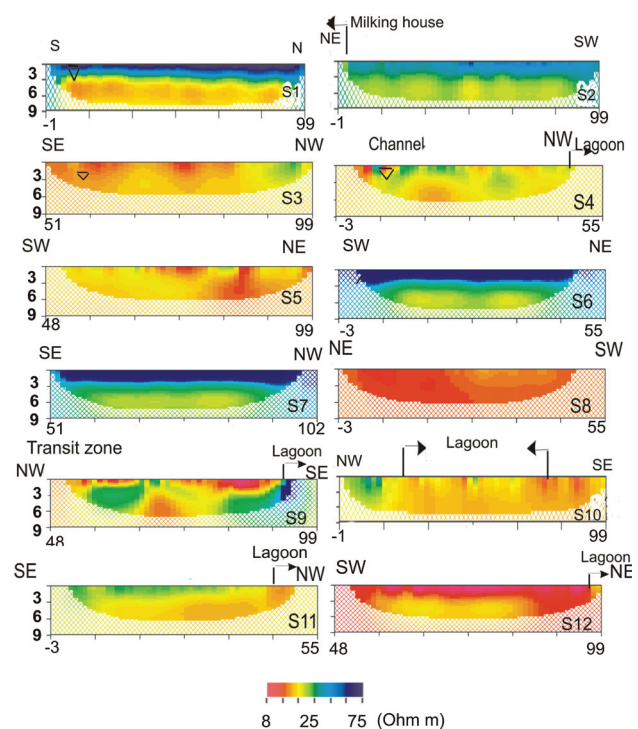 Milking house
S N NE SW
3
6
9
S1 S2
-1 99 -1 99
SE NW Channel NW Lagoon
3
6
9
S3 S4
51 99 -3 55
SW NE SW NE
3
6
9
S5 S6
48 99 -3 55
SE NW NE SW
3
6
9
S7 S8
51 102 -3 55
Transit zone Lagoon Lagoon
NW SE NW SE
3
6
9
S9 S10
48 99 -1 99
Lagoon Lagoon
SE NW SW NE
3
6
9
S11 S12
-3 55 48 99
8 25 75 (Ohm m)